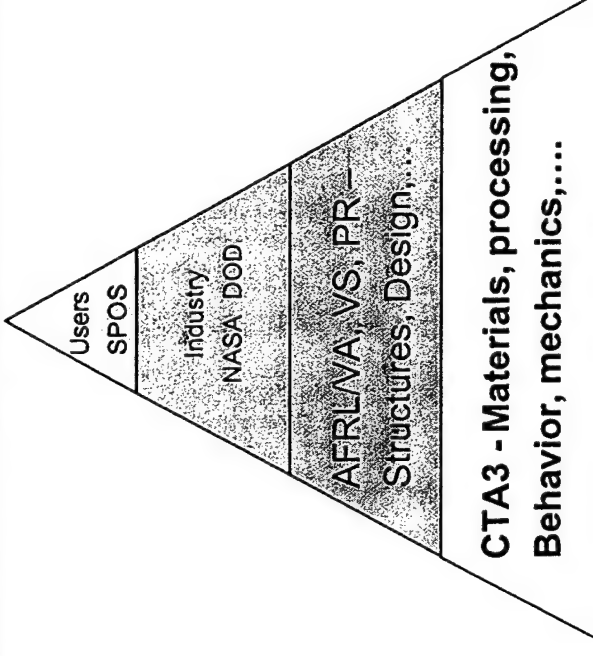 Users
SPOS
Industry
NASA DOD
AFRL/VA, VS, PR –
Structures, Design,...
CTA3 - Materials, processing,
Behavior, mechanics,....